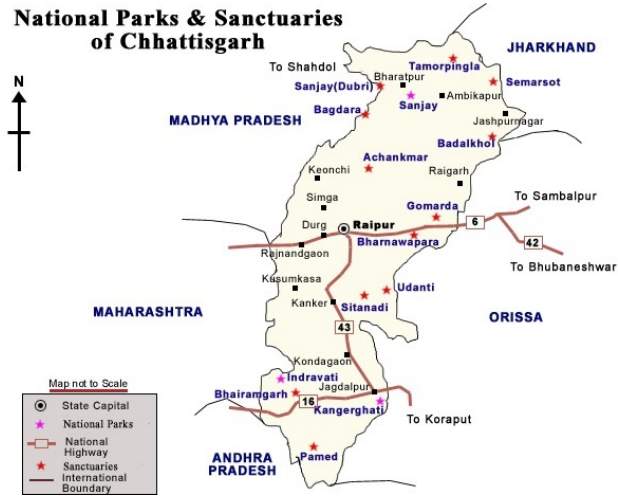 National Parks & Sanctuaries
of Chhattisgarh
JHARKHAND
To Shahdol
Tamorpingla
Bharatpur
Sanjay(Dubri)
Semarsot
Sanjay
Ambikapur
N
Bagdara
MADHYA PRADESH
Jashpurnagar
Badalkhol
Achankmar
Keonchi
Raigarh
Simga
To Sambalpur
Gomarda
Durg
Raipur
6
Bharnawapara
42
Rajnandgaon
To Bhubaneshwar
Kusumkasa
Udanti
Kanker
Sitanadi
MAHARASHTRA
ORISSA
43
Kondagaon
Indravati
Jagdalpur
Bhairamgarh
16
Kangerghati
To Koraput
Map not to Scale
State Capital
National Parks
National
Highway
Sanctuaries
International
Boundary
ANDHRA
PRADESH
Pamed